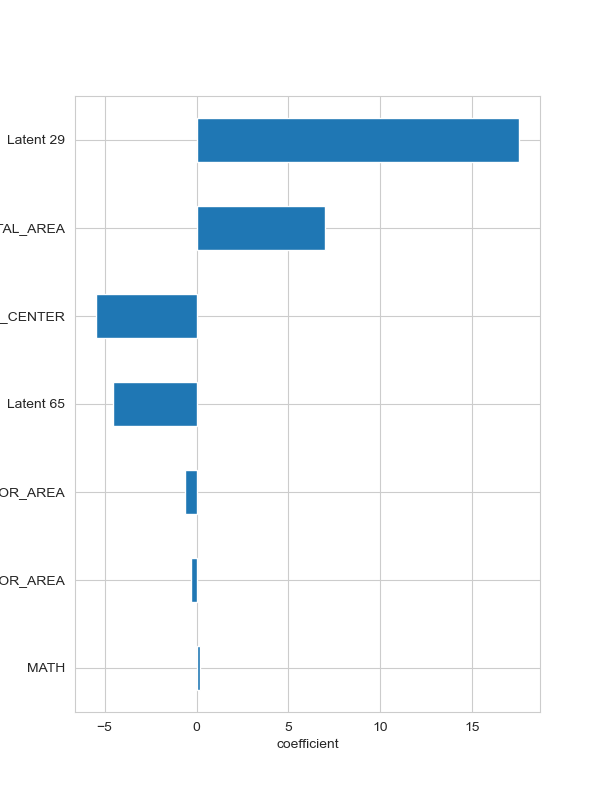 Latent 29
TAL_AREA
_CENTER
Latent 65
OR_AREA
OR_AREA
MATH
−5 0 5 10 15
coefficient